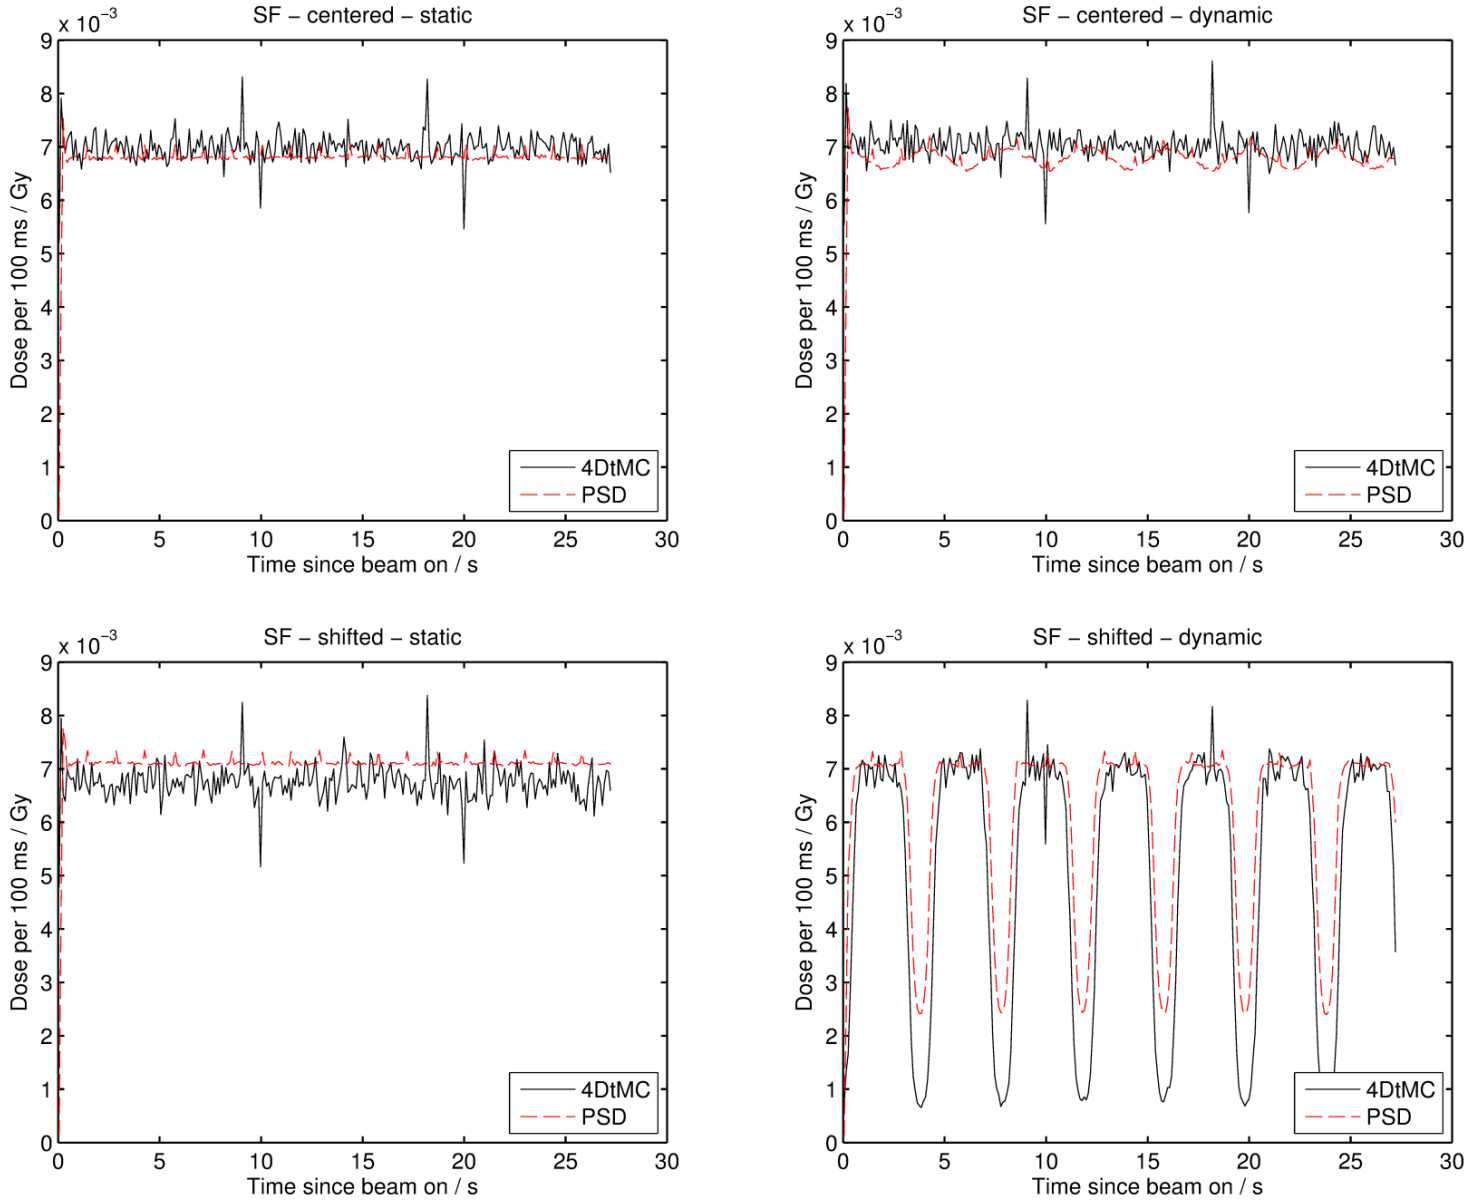 SF – centered – static
x 10⁻³
9
8
7
6
5
4
3
2
1
0
0 5 10 15 20 25 30
Dose per 100 ms / Gy
Time since beam on / s
4DtMC
PSD
SF – centered – dynamic
x 10⁻³
9
8
7
6
5
4
3
2
1
0
0 5 10 15 20 25 30
Dose per 100 ms / Gy
Time since beam on / s
4DtMC
PSD
SF – shifted – static
x 10⁻³
9
8
7
6
5
4
3
2
1
0
0 5 10 15 20 25 30
Dose per 100 ms / Gy
Time since beam on / s
4DtMC
PSD
SF – shifted – dynamic
x 10⁻³
9
8
7
6
5
4
3
2
1
0
0 5 10 15 20 25 30
Dose per 100 ms / Gy
Time since beam on / s
4DtMC
PSD